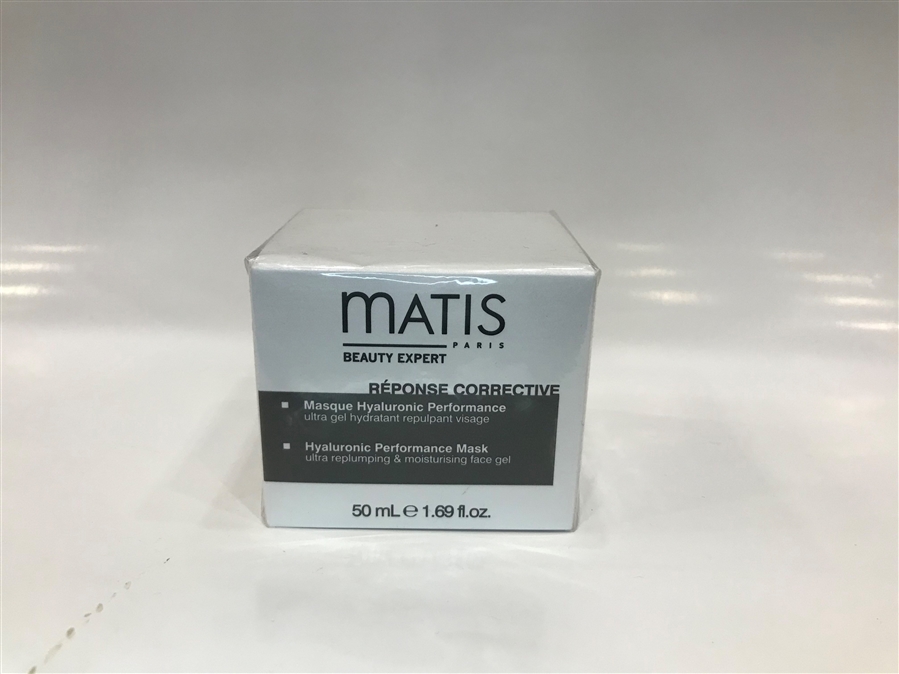 MATIS
PARIS
BEAUTY EXPERT
RÉPONSE CORRECTIVE
Masque Hyaluronic Performance
ultra gel hydratant repulpant visage
Hyaluronic Performance Mask
ultra replumping & moisturising face gel
50 mL ℮ 1.69 fl.oz.